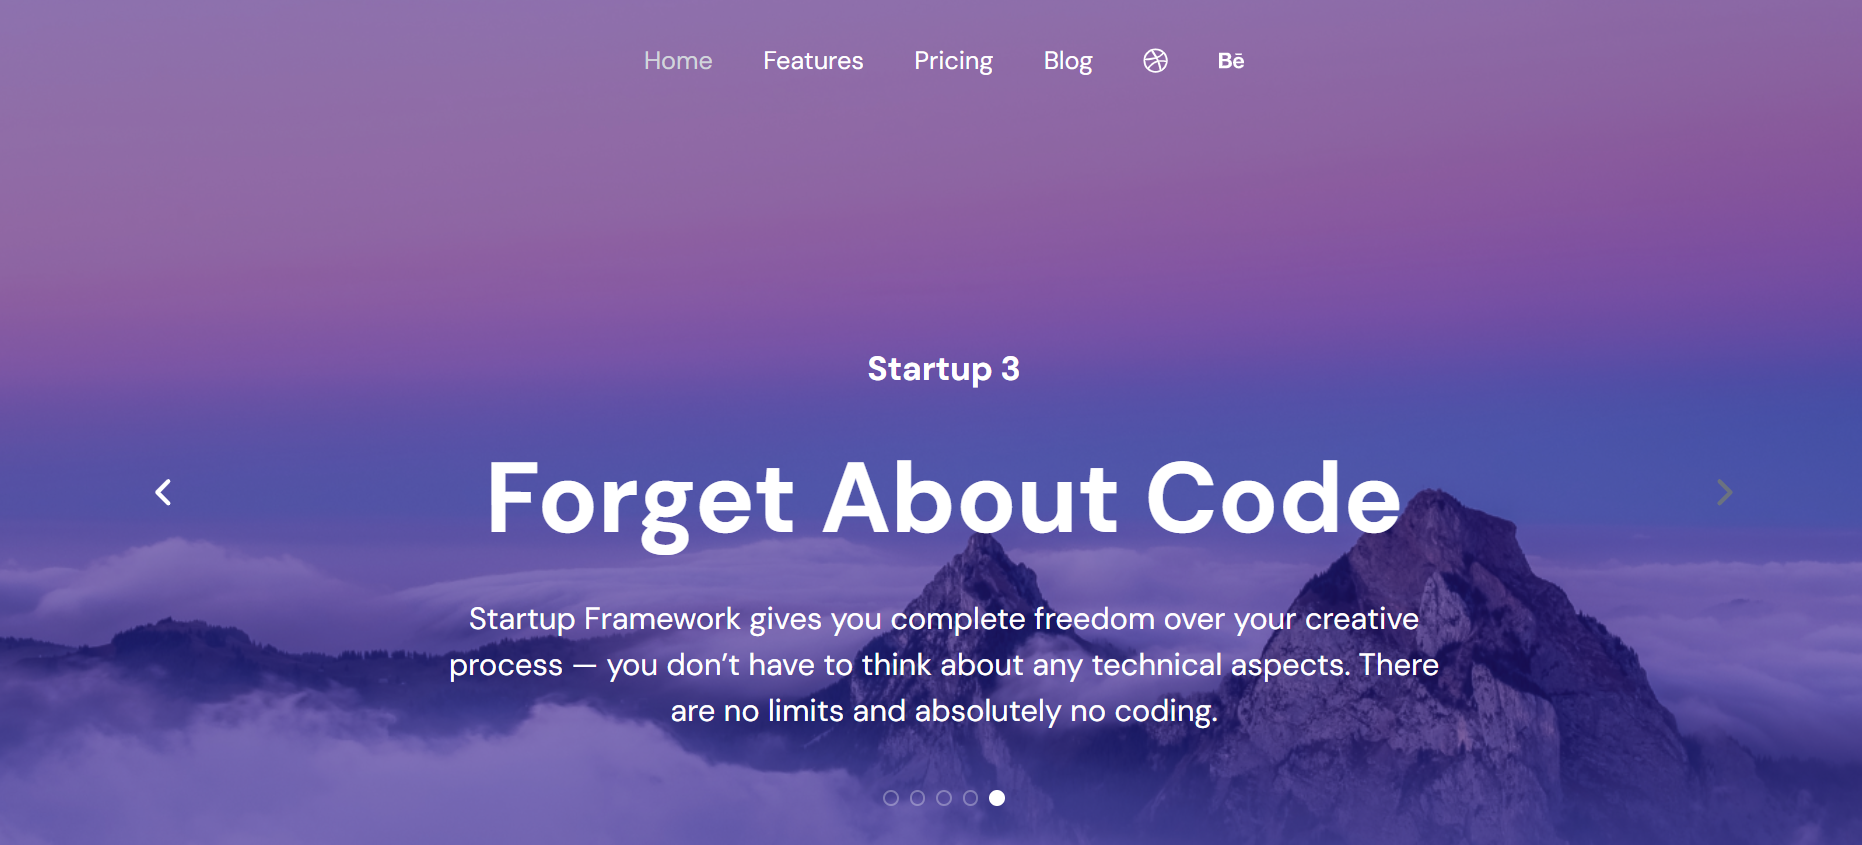 Home Features Pricing Blog Bē
Startup 3
Forget About Code
Startup Framework gives you complete freedom over your creative
process — you don’t have to think about any technical aspects. There
are no limits and absolutely no coding.